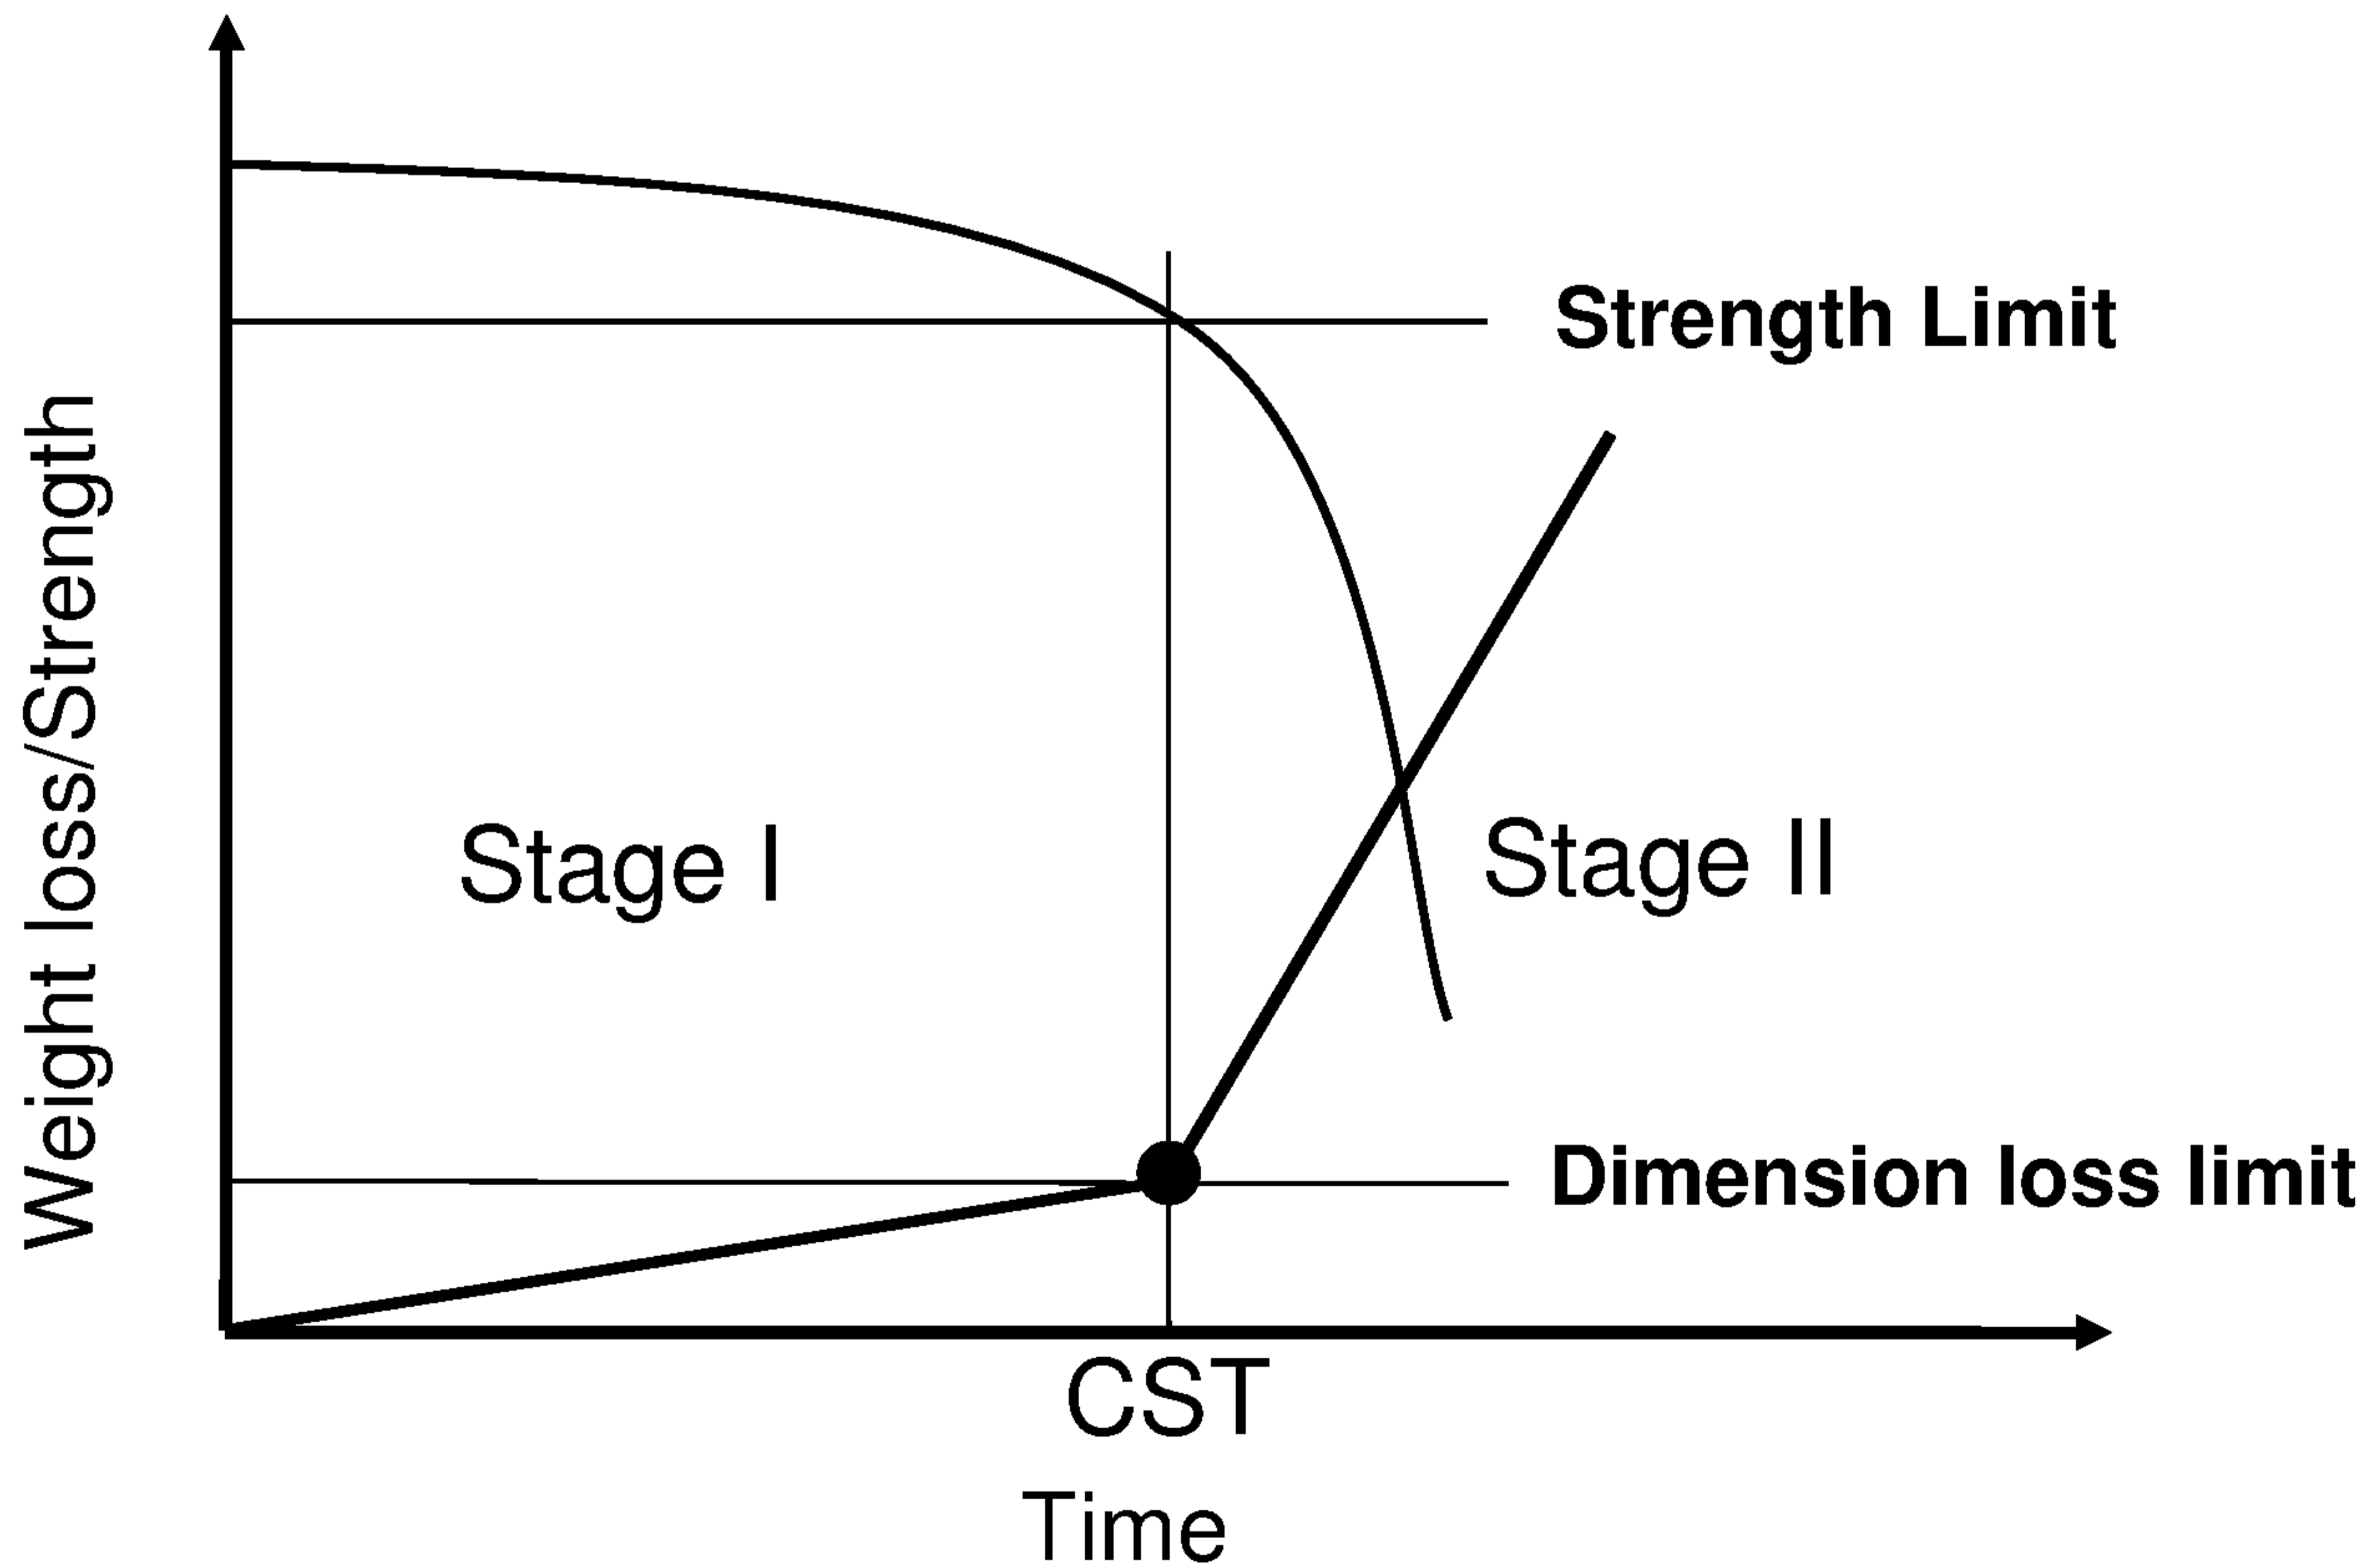 Strength Limit
Weight loss/Strength
Stage I
Stage II
Dimension loss limit
CST
Time